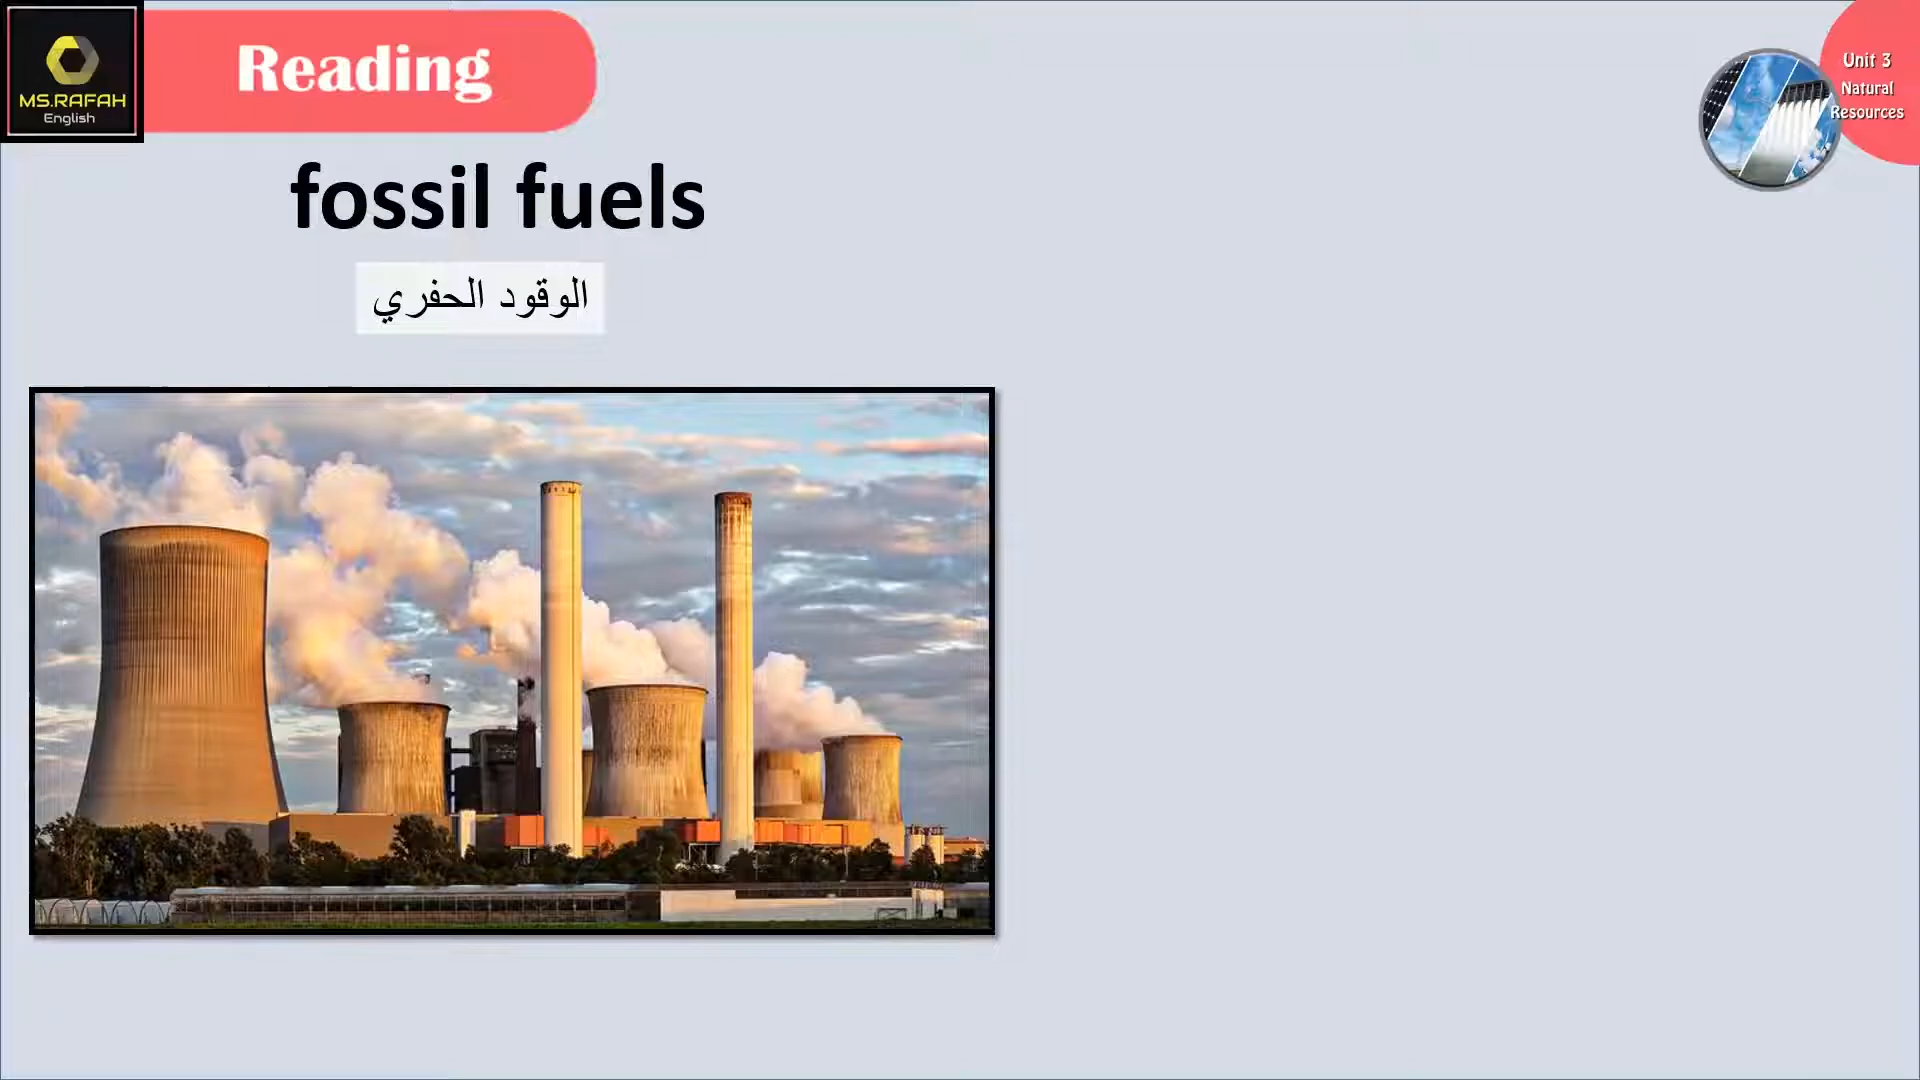 MS.RAFAH
English
Reading
Unit 3
Natural
Resources
fossil fuels
الوقود الحفري